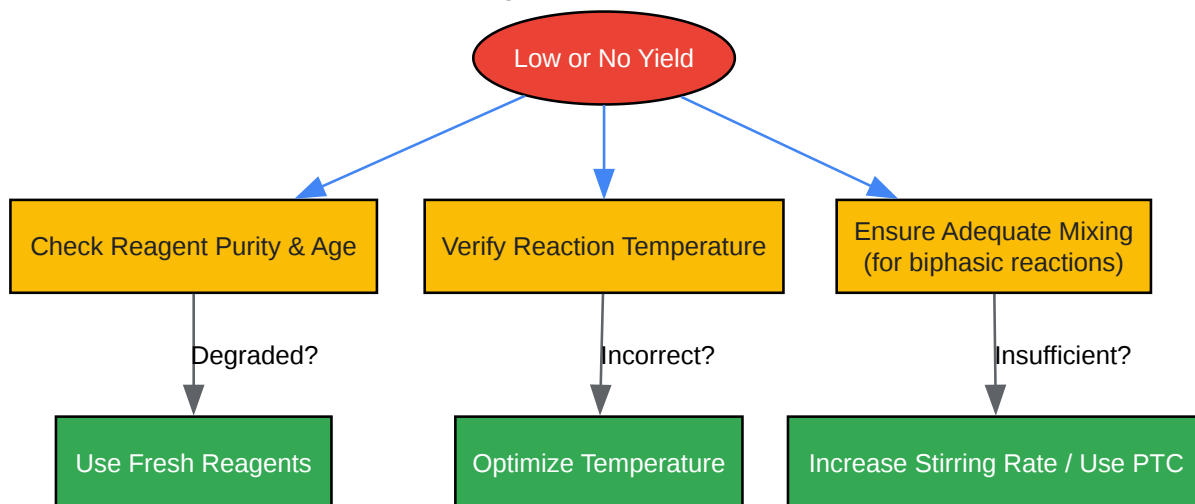 Low or No Yield
Check Reagent Purity & Age
Verify Reaction Temperature
Ensure Adequate Mixing
(for biphasic reactions)
Degraded?
Incorrect?
Insufficient?
Use Fresh Reagents
Optimize Temperature
Increase Stirring Rate / Use PTC